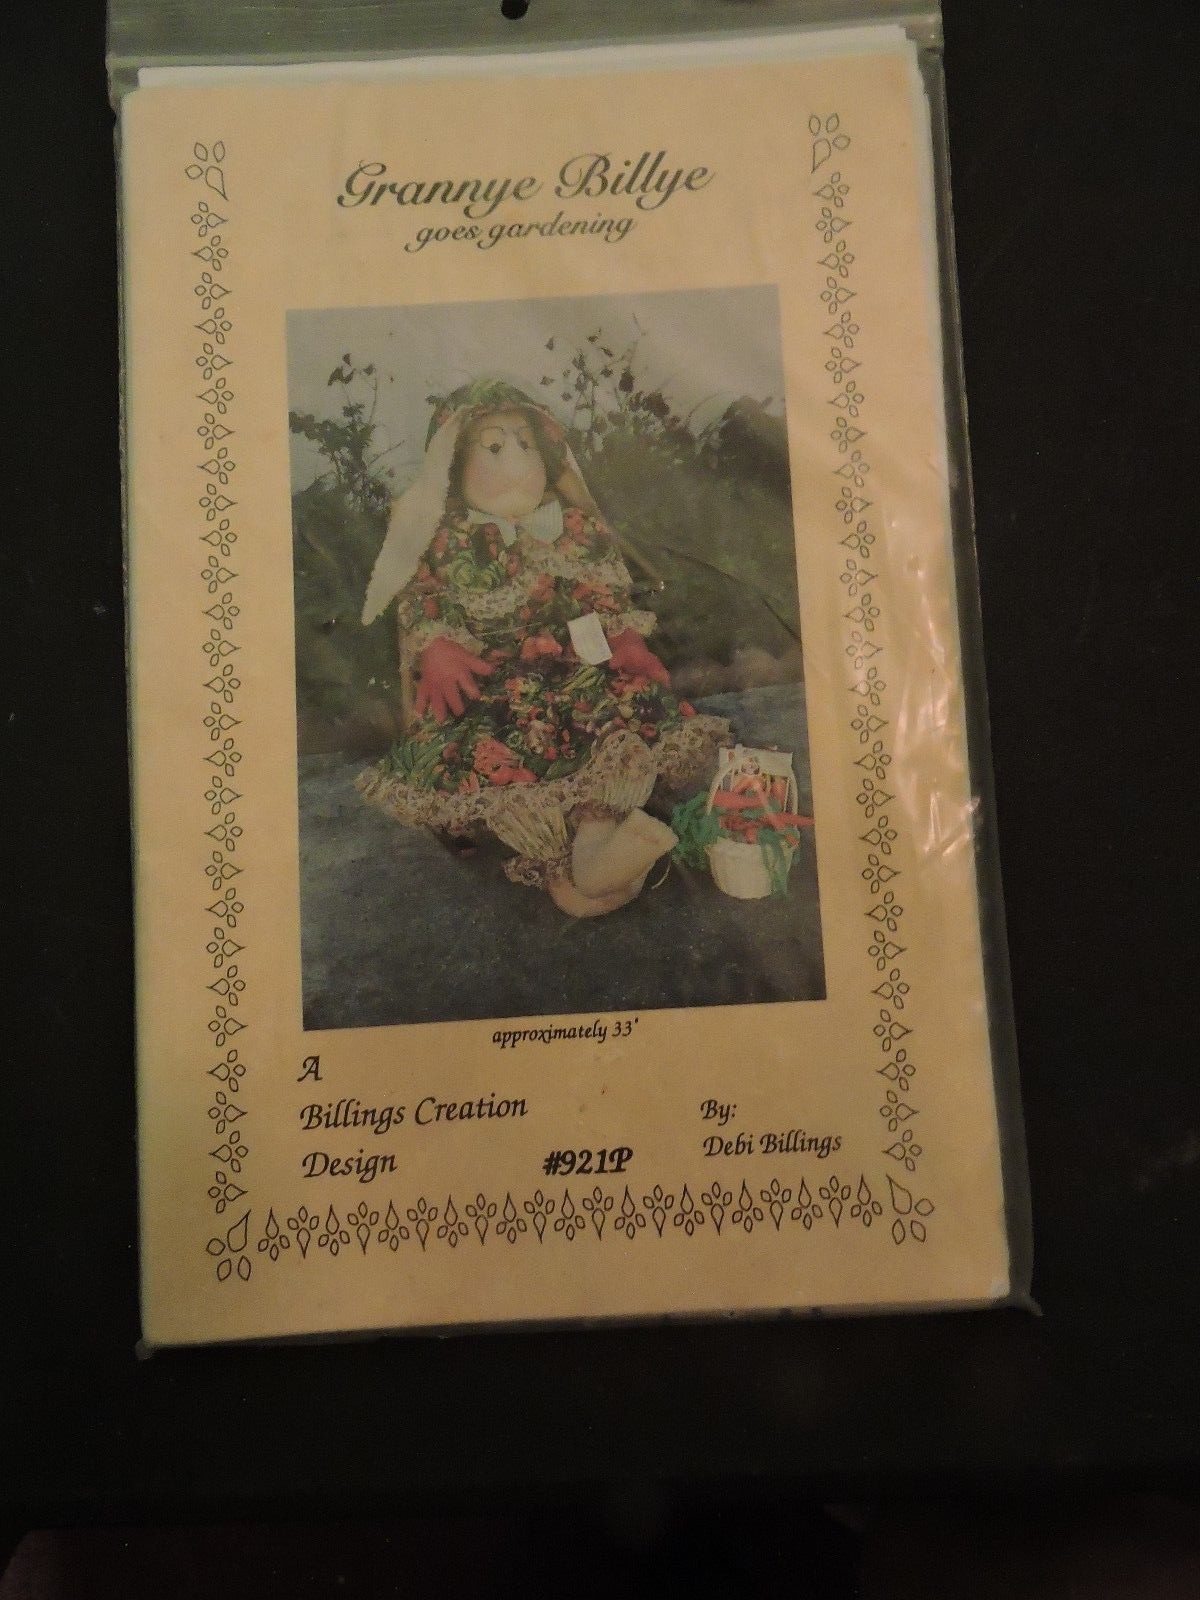 Grannye Billye
goes gardening
approximately 33'
A
Billings Creation
Design
#921P
By:
Debi Billings